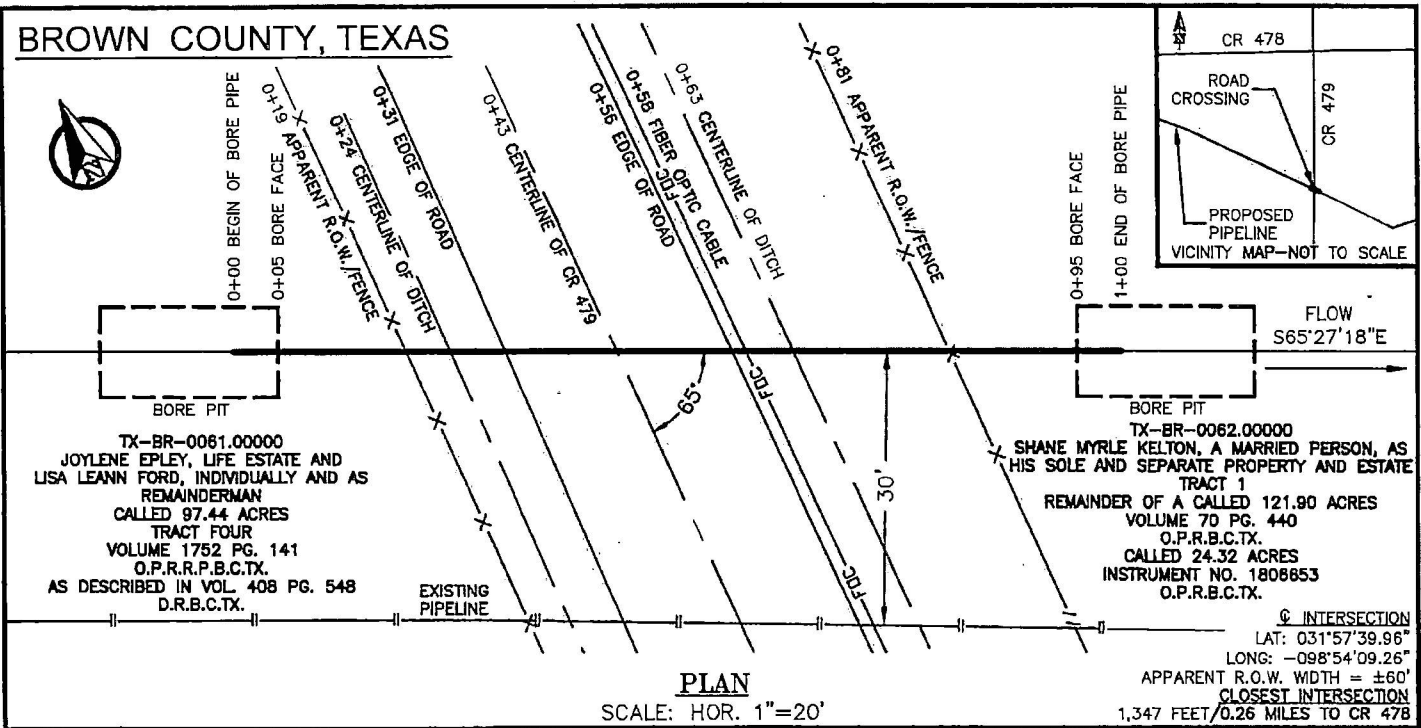 BROWN COUNTY, TEXAS
N
0+00 BEGIN OF BORE PIPE
0+05 BORE FACE
0+19 APPARENT R.O.W./FENCE
0+24 CENTERLINE OF DITCH
0+31 EDGE OF ROAD
0+43 CENTERLINE OF CR 479
0+56 EDGE OF ROAD
0+58 FIBER OPTIC CABLE
0+63 CENTERLINE OF DITCH
0+81 APPARENT R.O.W./FENCE
0+95 BORE FACE
1+00 END OF BORE PIPE
FOC
FOC
FOC
N
CR 478
ROAD
CROSSING
CR 479
PROPOSED
PIPELINE
VICINITY MAP-NOT TO SCALE
FLOW
S65°27'18"E
65°
30'
BORE PIT
TX-BR-0061.00000
JOYLENE EPLEY, LIFE ESTATE AND
LISA LEANN FORD, INDIVIDUALLY AND AS
REMAINDERMAN
CALLED 97.44 ACRES
TRACT FOUR
VOLUME 1752 PG. 141
O.P.R.R.P.B.C.TX.
AS DESCRIBED IN VOL. 408 PG. 548
D.R.B.C.TX.
EXISTING
PIPELINE
BORE PIT
TX-BR-0062.00000
SHANE MYRLE KELTON, A MARRIED PERSON, AS
HIS SOLE AND SEPARATE PROPERTY AND ESTATE
TRACT 1
REMAINDER OF A CALLED 121.90 ACRES
VOLUME 70 PG. 440
O.P.R.B.C.TX.
CALLED 24.32 ACRES
INSTRUMENT NO. 1806653
O.P.R.B.C.TX.
℄ INTERSECTION
LAT: 031°57'39.96"
LONG: -098°54'09.26"
APPARENT R.O.W. WIDTH = ±60'
CLOSEST INTERSECTION
1,347 FEET/0.26 MILES TO CR 478
PLAN
SCALE: HOR. 1"=20'